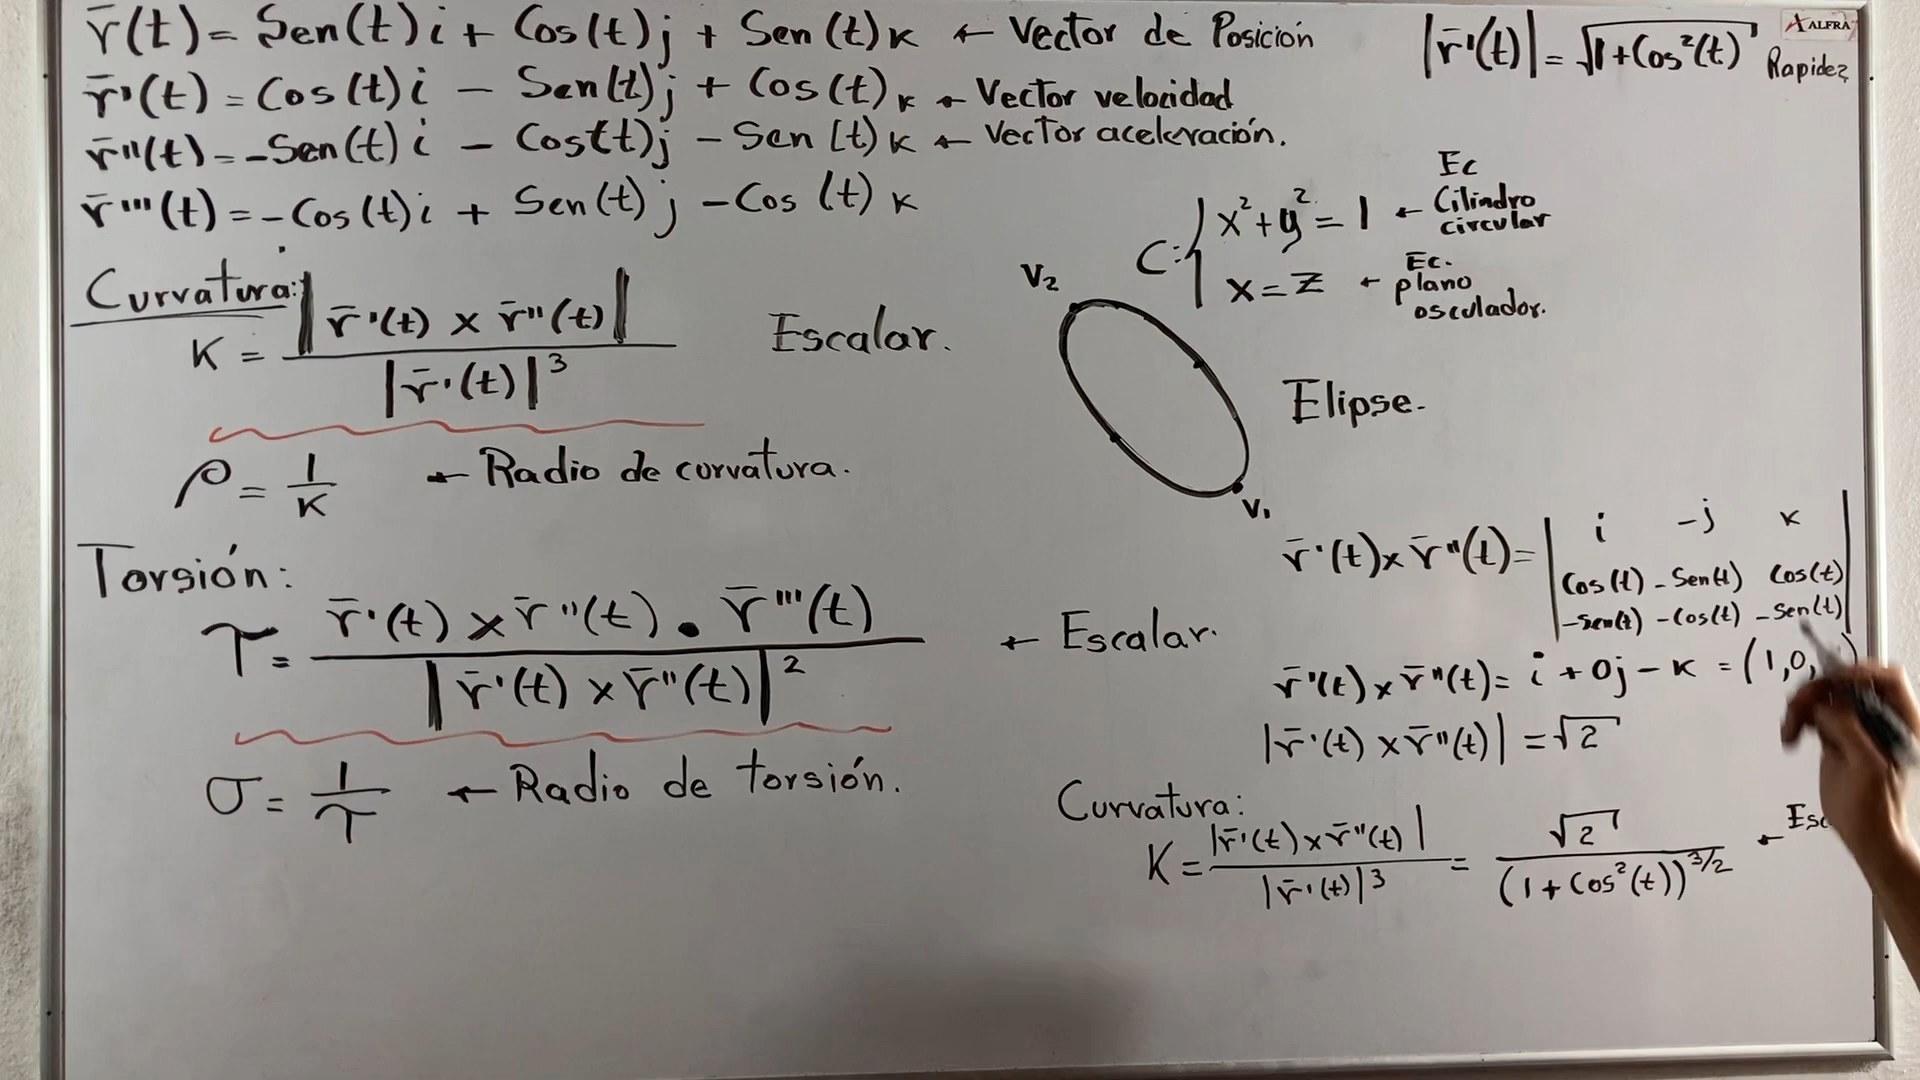 r̄(t) = Sen(t)i + Cos(t)j + Sen(t)k ← Vector de Posición
r̄'(t) = Cos(t)i - Sen(t)j + Cos(t)k ← Vector velocidad
r̄''(t) = -Sen(t)i - Cos(t)j - Sen(t)k ← Vector aceleración.
r̄'''(t) = -Cos(t)i + Sen(t)j - Cos(t)k
|r̄'(t)| = √(1+Cos²(t))
Rapidez
ALFRA
Curvatura:
K = |r̄'(t) x r̄''(t)| / |r̄'(t)|³
Escalar.
ρ = 1/K ← Radio de curvatura.
Torsión:
τ = r̄'(t) x r̄''(t) • r̄'''(t) / |r̄'(t) x r̄''(t)|² ← Escalar.
σ = 1/τ ← Radio de torsión.
C: { x²+y² = 1 ← Ec Cilindro circular
x = z ← Ec. plano osculador.
V₂
Elipse.
V₁
r̄'(t) x r̄''(t) = | i -j k
Cos(t) -Sen(t) Cos(t)
-Sen(t) -Cos(t) -Sen(t) |
r̄'(t) x r̄''(t) = i + 0j - k = (1,0,
|r̄'(t) x r̄''(t)| = √2
Curvatura:
K = |r̄'(t) x r̄''(t)| / |r̄'(t)|³ = √2 / (1+Cos²(t))^3/2 ←